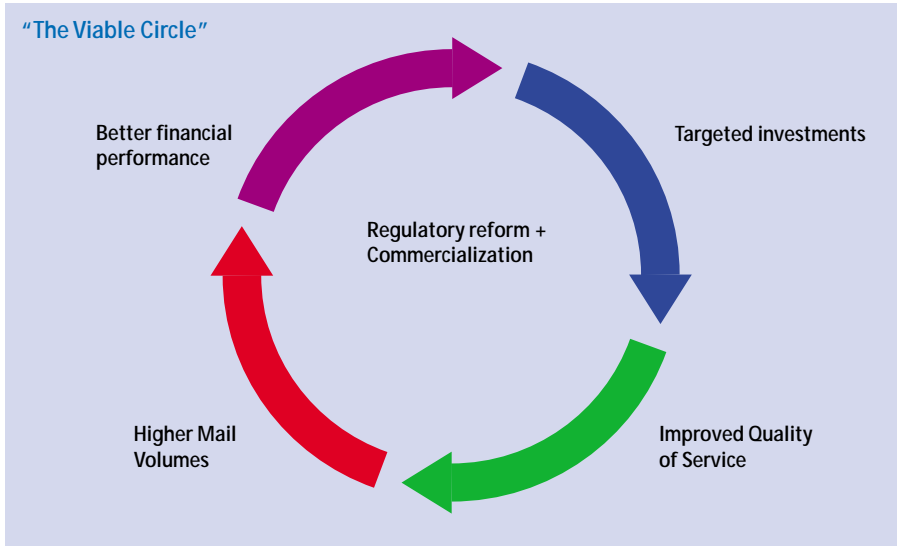 “The Viable Circle”
Better financial
performance
Targeted investments
Regulatory reform +
Commercialization
Higher Mail
Volumes
Improved Quality
of Service